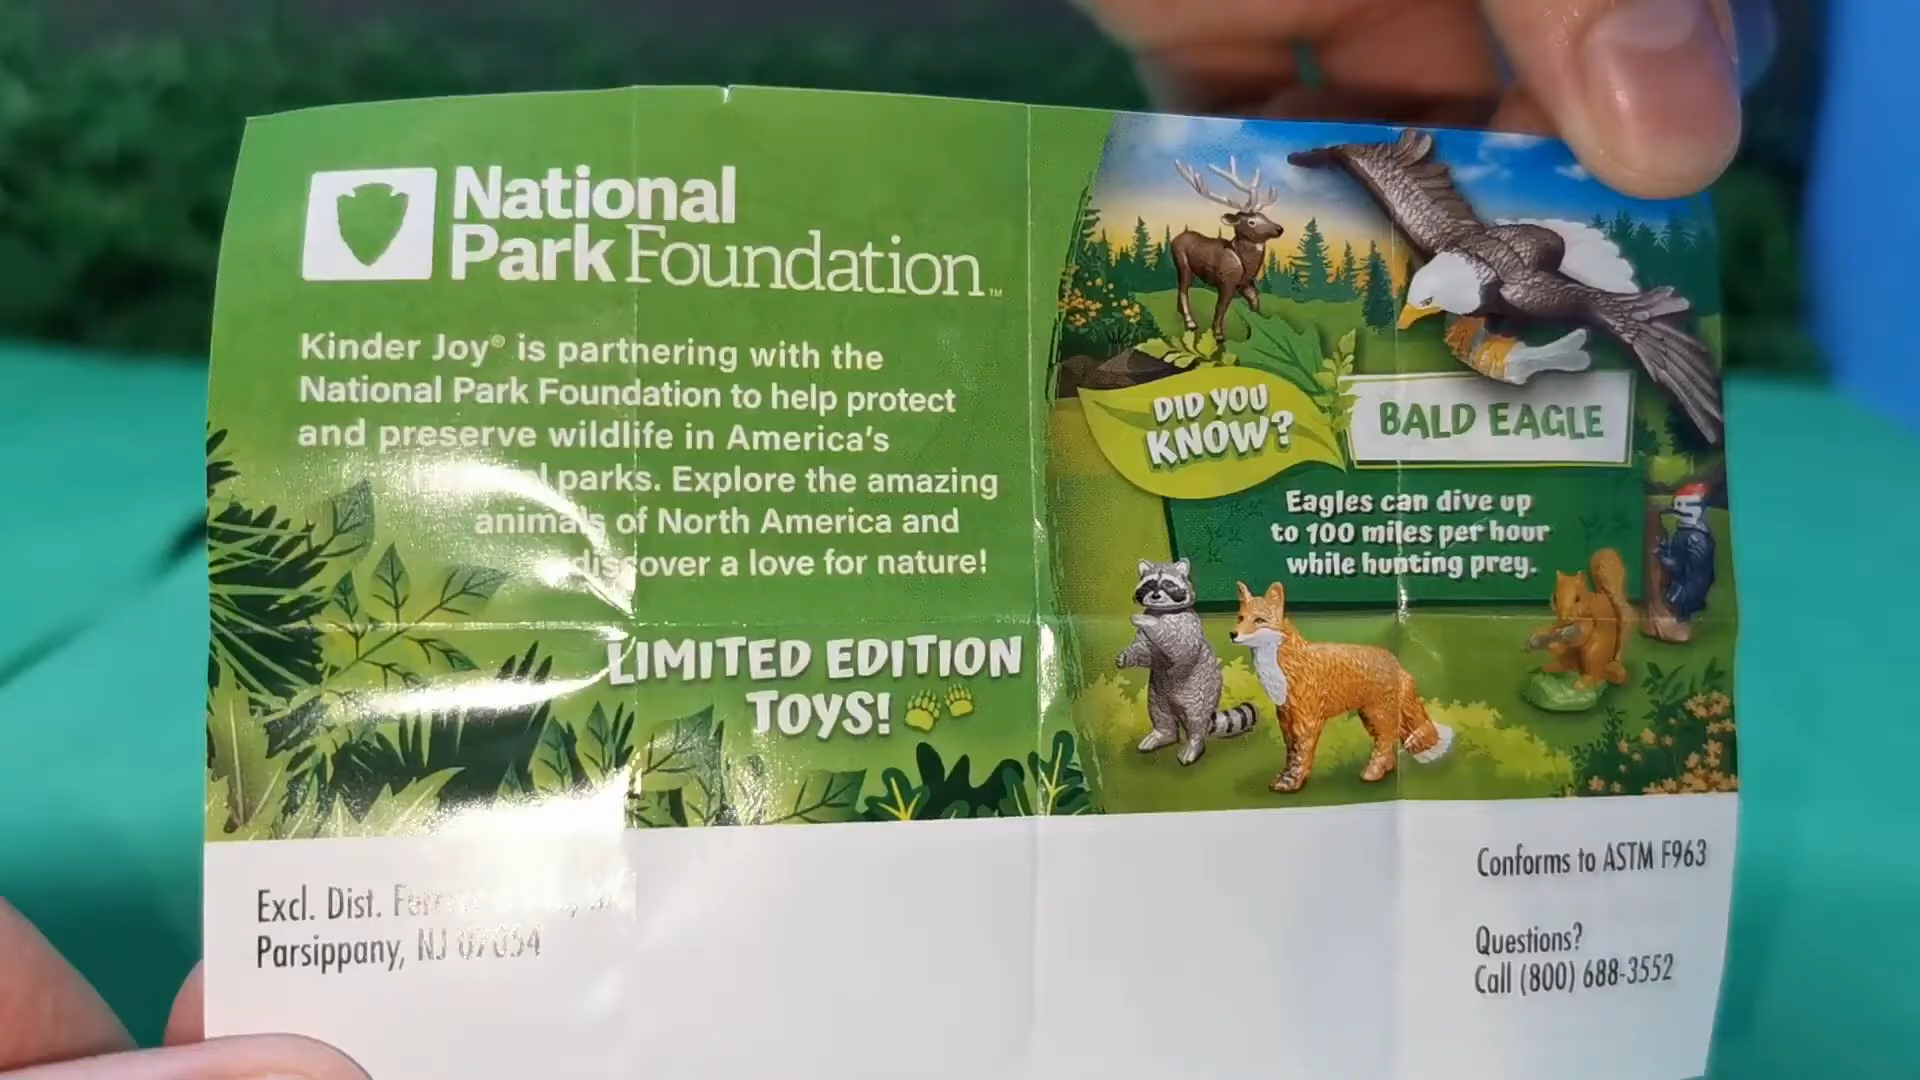 National
Park Foundation™
Kinder Joy® is partnering with the
National Park Foundation to help protect
and preserve wildlife in America's
parks. Explore the amazing
animals of North America and
discover a love for nature!
LIMITED EDITION
TOYS!
DID YOU
KNOW?
BALD EAGLE
Eagles can dive up
to 100 miles per hour
while hunting prey.
Excl. Dist.
Parsippany, NJ 07054
Conforms to ASTM F963
Questions?
Call (800) 688-3552